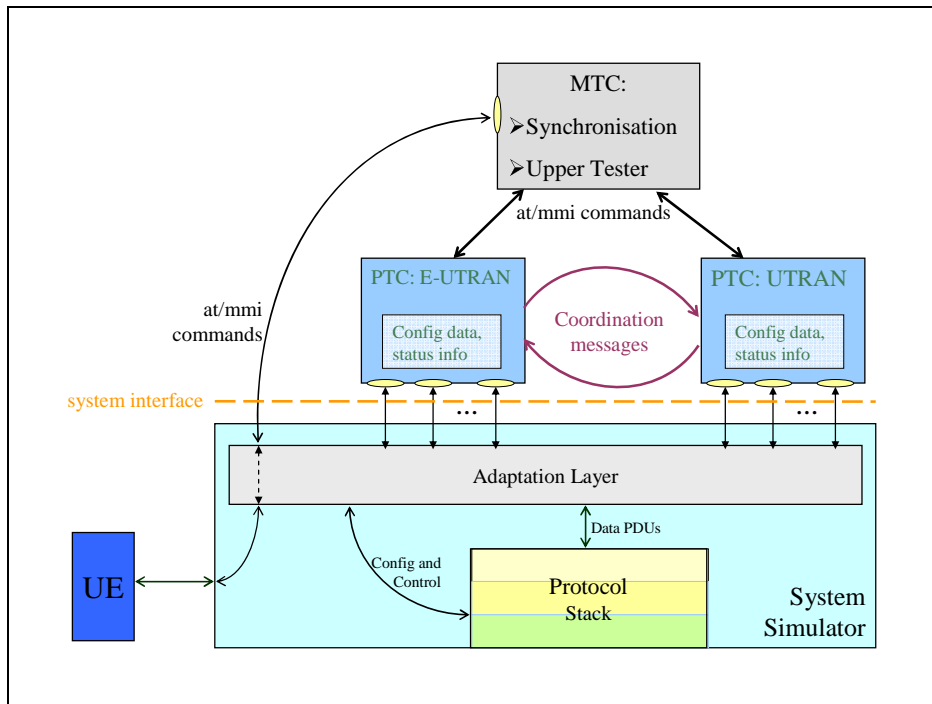 MTC:
➢Synchronisation
➢Upper Tester
at/mmi commands
PTC: E-UTRAN
PTC: UTRAN
Config data,
status info
Coordination
messages
Config data,
status info
at/mmi
commands
system interface
...
...
Adaptation Layer
Data PDUs
Config and
Control
UE
Protocol
Stack
System
Simulator